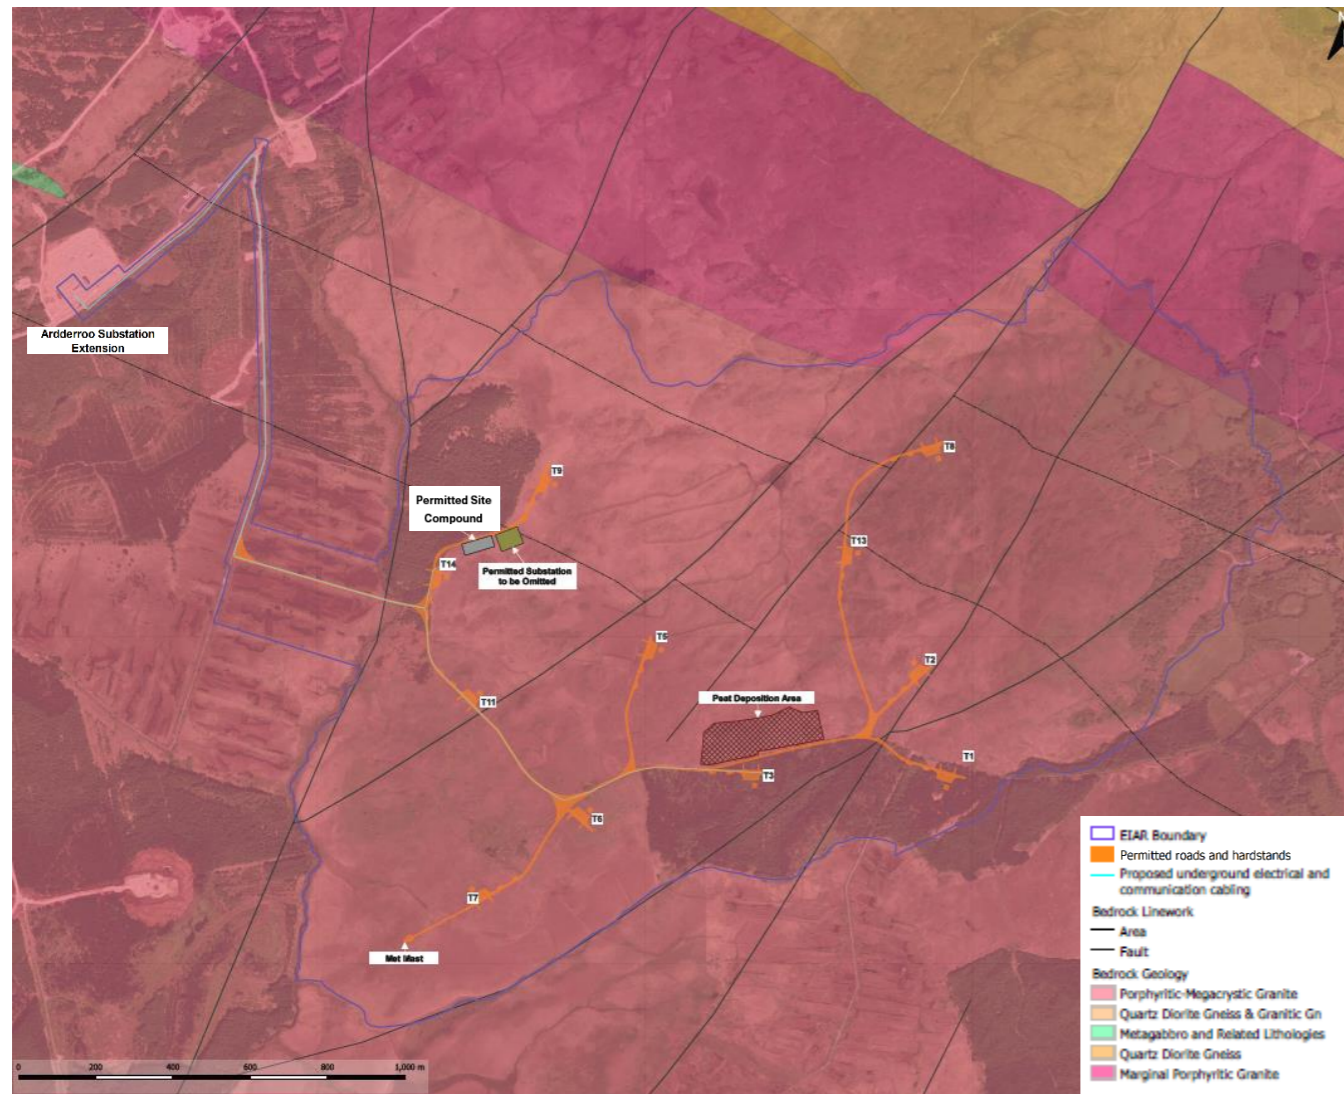 Ardderroo Substation
Extension
T8
T9
Permitted Site
Compound
T13
T14
Permitted Substation
to be Omitted
T5
T2
Peat Deposition Area
T11
T1
T3
T6
T7
Met Mast
EIAR Boundary
Permitted roads and hardstands
Proposed underground electrical and
communication cabling
Bedrock Linework
Area
Fault
Bedrock Geology
Porphyritic-Megacrystic Granite
Quartz Diorite Gneiss & Granitic Gn
Metagabbro and Related Lithologies
Quartz Diorite Gneiss
Marginal Porphyritic Granite
0 200 400 600 800 1,000 m